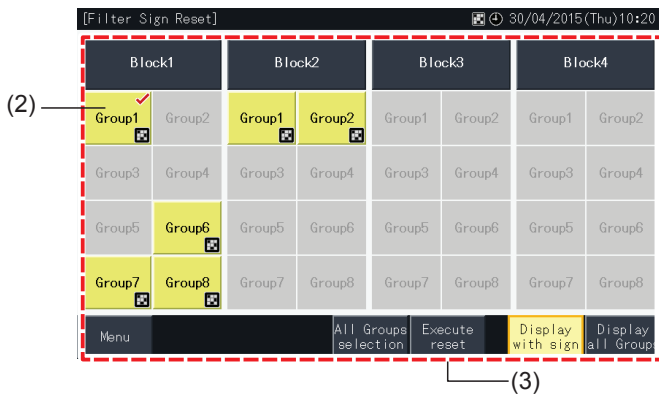 [Filter Sign Reset] 30/04/2015(Thu)10:20
Block1 Block2 Block3 Block4
(2)
Group1 Group2 Group1 Group2 Group1 Group2 Group1 Group2
Group3 Group4 Group3 Group4 Group3 Group4 Group3 Group4
Group5 Group6 Group5 Group6 Group5 Group6 Group5 Group6
Group7 Group8 Group7 Group8 Group7 Group8 Group7 Group8
Menu
All Groups selection
Execute reset
Display with sign
Display all Group
(3)